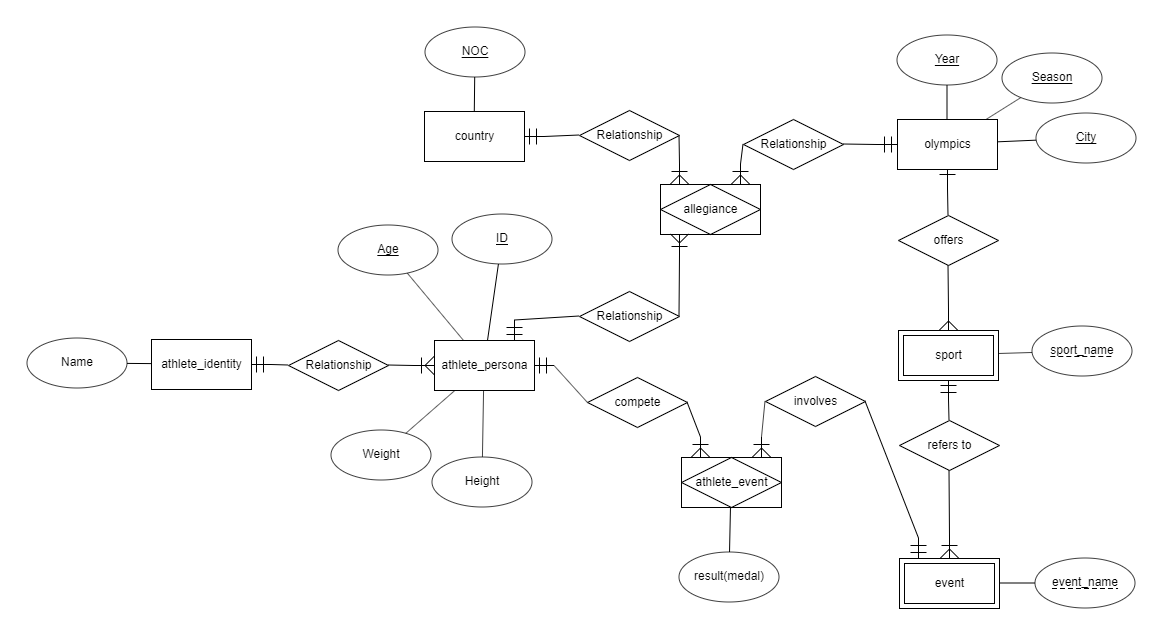 NOC
Year
Season
country
Relationship
Relationship
olympics
City
allegiance
Age
ID
offers
Relationship
Name
athlete_identity
Relationship
athlete_persona
sport
sport_name
compete
involves
Weight
Height
refers to
athlete_event
result(medal)
event
event_name